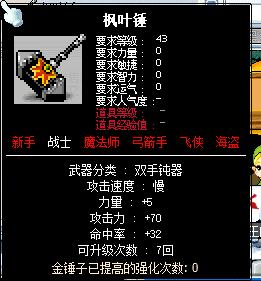 枫叶锤
要求等级 : 43
要求力量 : 0
要求敏捷 : 0
要求智力 : 0
要求运气 : 0
要求人气度 : -
道具等级 : -
道具经验值 : -
新手 战士 魔法师 弓箭手 飞侠 海盗
武器分类 : 双手钝器
攻击速度 : 慢
力量 : +5
攻击力 : +70
命中率 : +32
可升级次数 : 7回
金锤子已提高的强化次数: 0